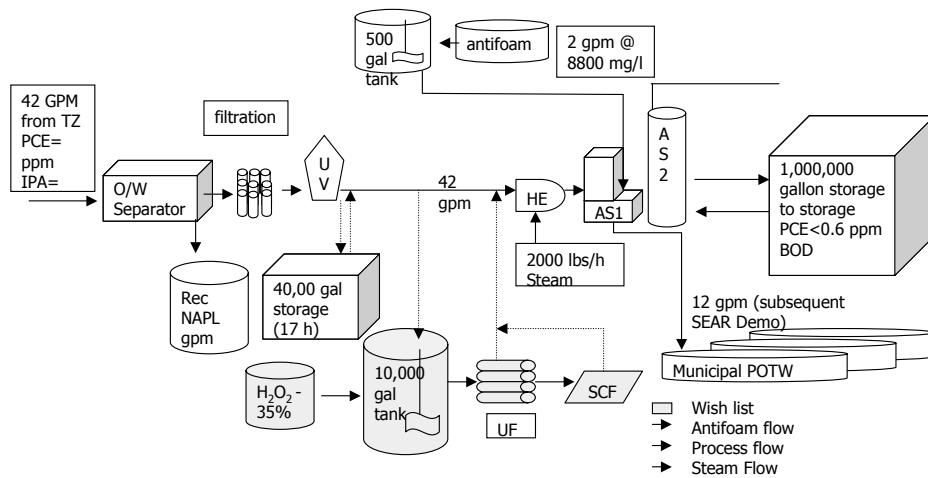 500
gal
tank
antifoam
2 gpm @
8800 mg/l
42 GPM
from TZ
PCE=
ppm
IPA=
filtration
U
V
O/W
Separator
42
gpm
HE
AS1
A
S
2
1,000,000
gallon storage
to storage
PCE<0.6 ppm
BOD
2000 lbs/h
Steam
Rec
NAPL
gpm
40,00 gal
storage
(17 h)
12 gpm (subsequent
SEAR Demo)
Municipal POTW
H₂O₂ -
35%
10,000
gal
tank
UF
SCF
Wish list
Antifoam flow
Process flow
Steam Flow